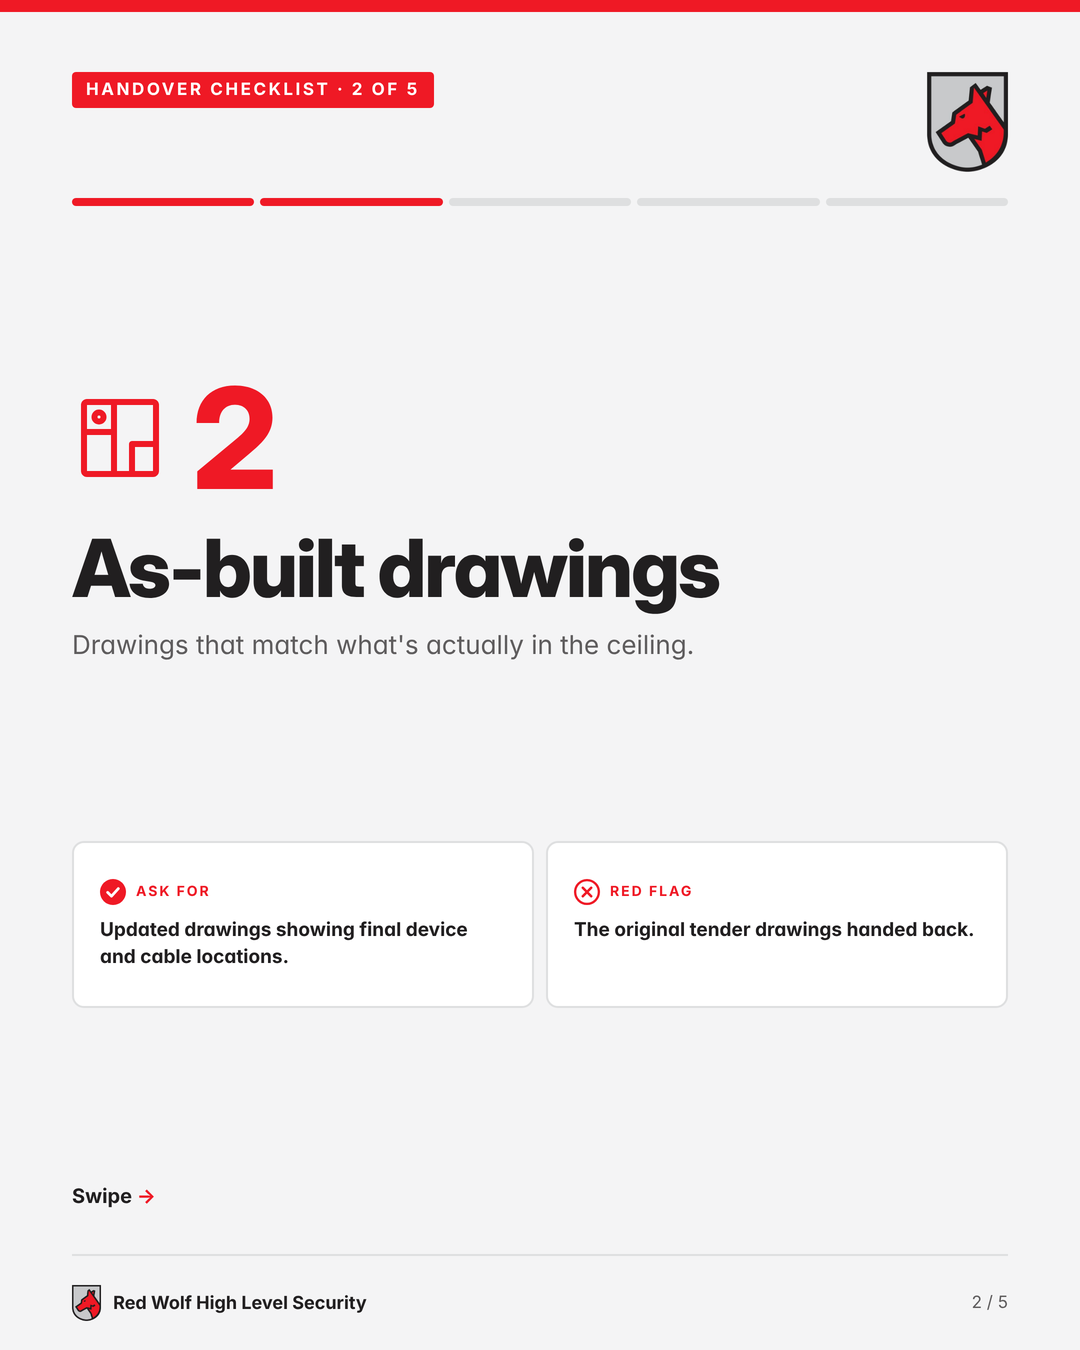 HANDOVER CHECKLIST · 2 OF 5
2
As-built drawings
Drawings that match what's actually in the ceiling.
ASK FOR
Updated drawings showing final device
and cable locations.
RED FLAG
The original tender drawings handed back.
Swipe →
Red Wolf High Level Security
2 / 5